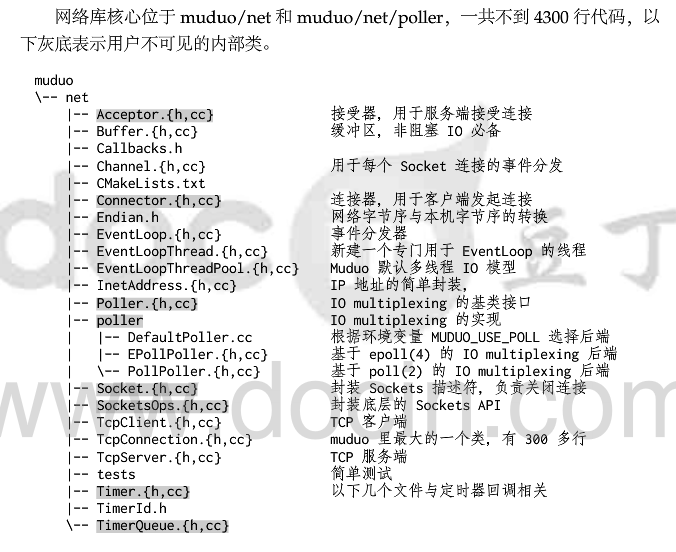 网络库核心位于 muduo/net 和 muduo/net/poller，一共不到 4300 行代码，以
下灰底表示用户不可见的内部类。
muduo
\-- net
|-- Acceptor.{h,cc} 接受器，用于服务端接受连接
|-- Buffer.{h,cc} 缓冲区，非阻塞 IO 必备
|-- Callbacks.h
|-- Channel.{h,cc} 用于每个 Socket 连接的事件分发
|-- CMakeLists.txt
|-- Connector.{h,cc} 连接器，用于客户端发起连接
|-- Endian.h 网络字节序与本机字节序的转换
|-- EventLoop.{h,cc} 事件分发器
|-- EventLoopThread.{h,cc} 新建一个专门用于 EventLoop 的线程
|-- EventLoopThreadPool.{h,cc} Muduo 默认多线程 IO 模型
|-- InetAddress.{h,cc} IP 地址的简单封装，
|-- Poller.{h,cc} IO multiplexing 的基类接口
|-- poller IO multiplexing 的实现
| |-- DefaultPoller.cc 根据环境变量 MUDUO_USE_POLL 选择后端
| |-- EPollPoller.{h,cc} 基于 epoll(4) 的 IO multiplexing 后端
| \-- PollPoller.{h,cc} 基于 poll(2) 的 IO multiplexing 后端
|-- Socket.{h,cc} 封装 Sockets 描述符，负责关闭连接
|-- SocketsOps.{h,cc} 封装底层的 Sockets API
|-- TcpClient.{h,cc} TCP 客户端
|-- TcpConnection.{h,cc} muduo 里最大的一个类，有 300 多行
|-- TcpServer.{h,cc} TCP 服务端
|-- tests 简单测试
|-- Timer.{h,cc} 以下几个文件与定时器回调相关
|-- TimerId.h
\-- TimerQueue.{h,cc}
www.docin.com
豆丁